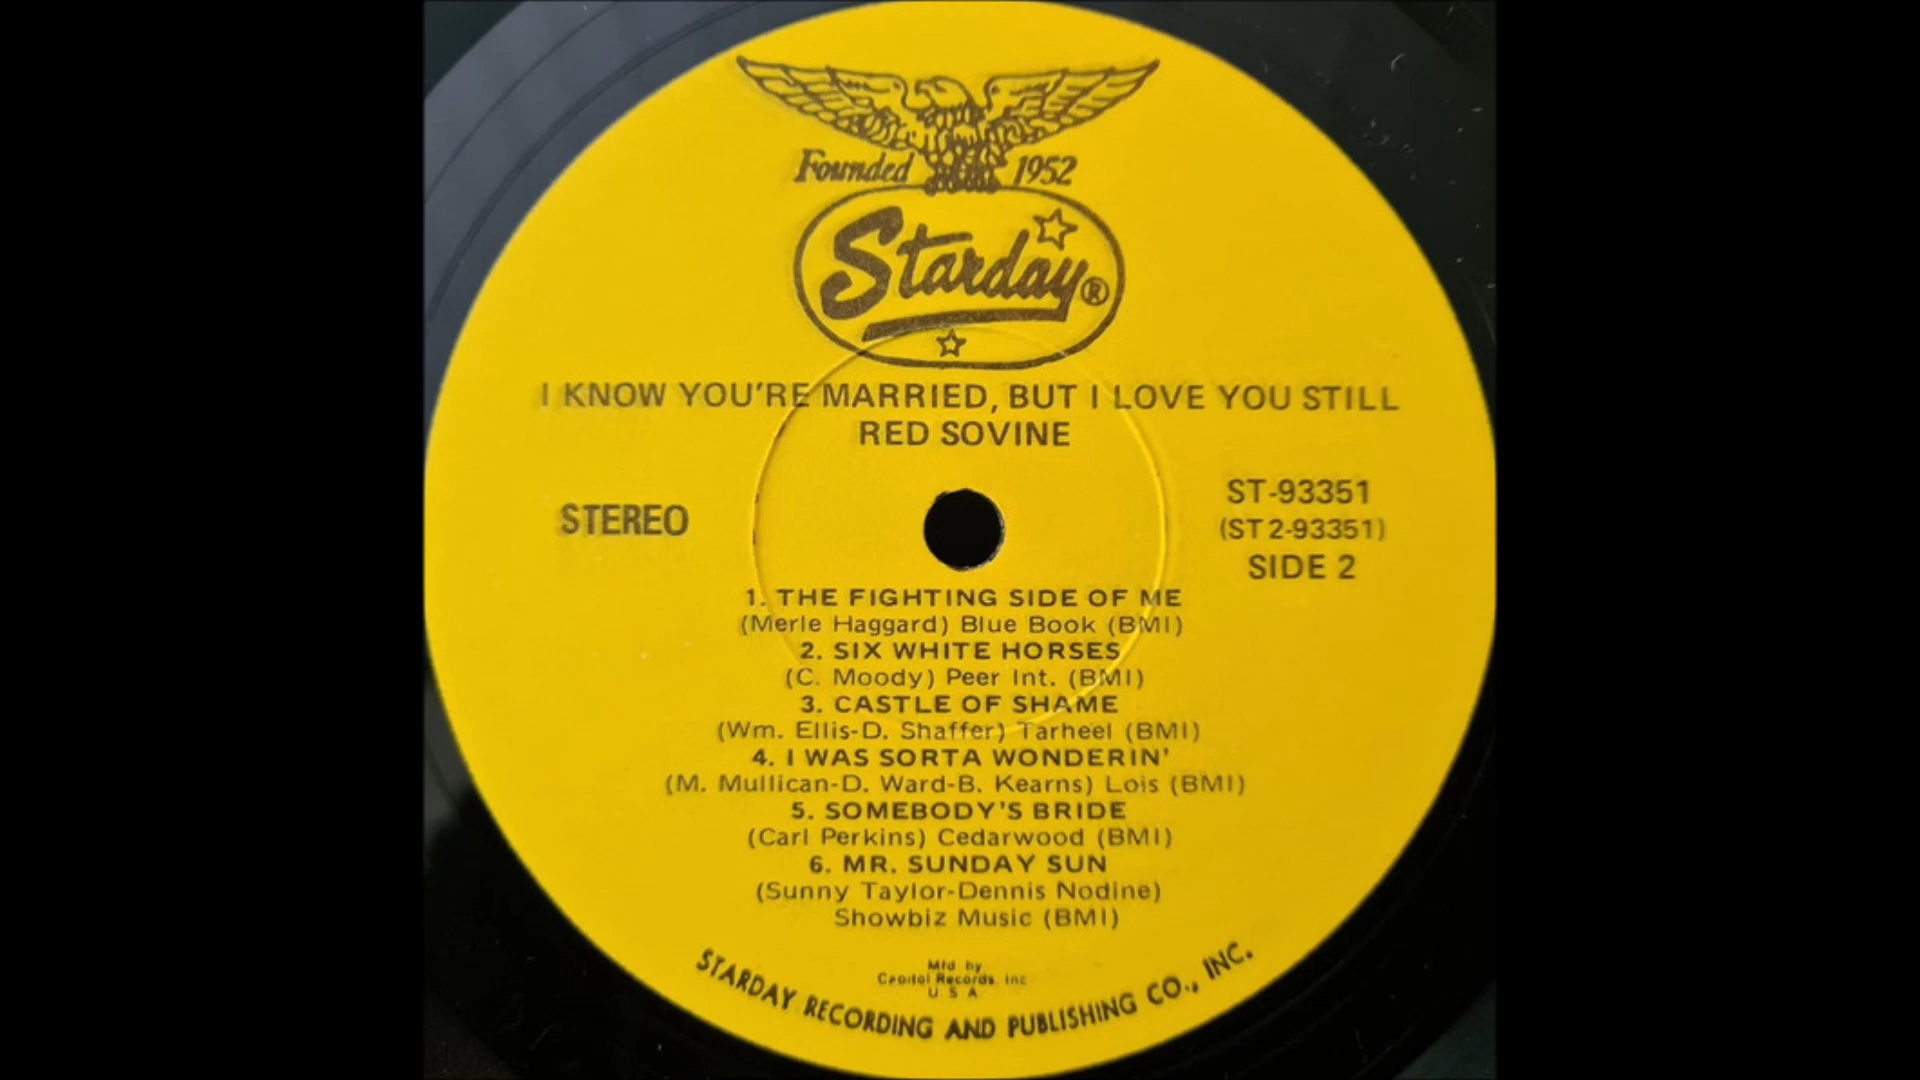 Founded 1952
Starday®
I KNOW YOU'RE MARRIED, BUT I LOVE YOU STILL
RED SOVINE
STEREO
ST-93351
(ST 2-93351)
SIDE 2
1. THE FIGHTING SIDE OF ME
(Merle Haggard) Blue Book (BMI)
2. SIX WHITE HORSES
(C. Moody) Peer Int. (BMI)
3. CASTLE OF SHAME
(Wm. Ellis-D. Shaffer) Tarheel (BMI)
4. I WAS SORTA WONDERIN'
(M. Mullican-D. Ward-B. Kearns) Lois (BMI)
5. SOMEBODY'S BRIDE
(Carl Perkins) Cedarwood (BMI)
6. MR. SUNDAY SUN
(Sunny Taylor-Dennis Nodine)
Showbiz Music (BMI)
Mfd by
Capitol Records, Inc
U.S.A.
STARDAY RECORDING AND PUBLISHING CO., INC.